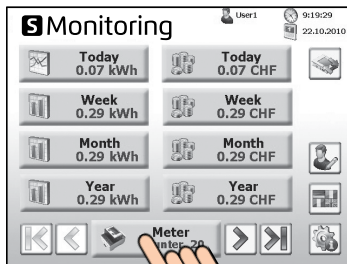 S Monitoring
User1
9:19:29
22.10.2010
Today
0.07 kWh
Today
0.07 CHF
Week
0.29 kWh
Week
0.29 CHF
Month
0.29 kWh
Month
0.29 CHF
Year
0.29 kWh
Year
0.29 CHF
Meter